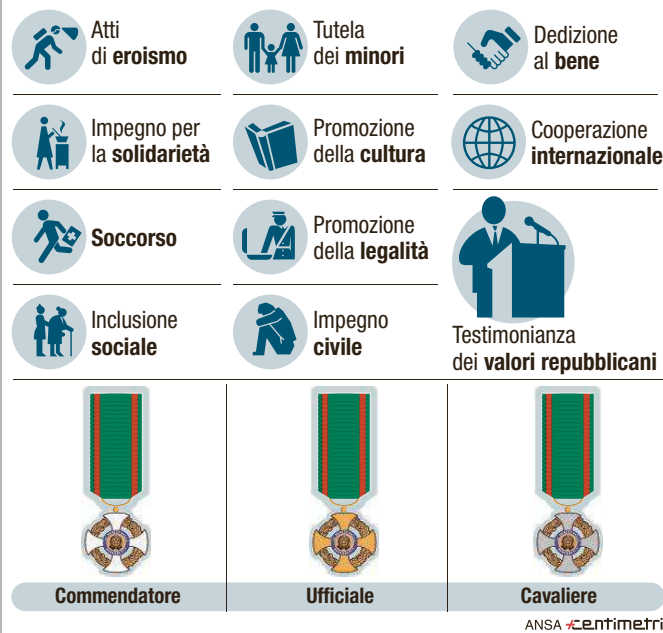 Atti
di eroismo
Tutela
dei minori
Dedizione
al bene
Impegno per
la solidarietà
Promozione
della cultura
Cooperazione
internazionale
Soccorso
Promozione
della legalità
Inclusione
sociale
Impegno
civile
Testimonianza
dei valori repubblicani
Commendatore
Ufficiale
Cavaliere
ANSA centimetri